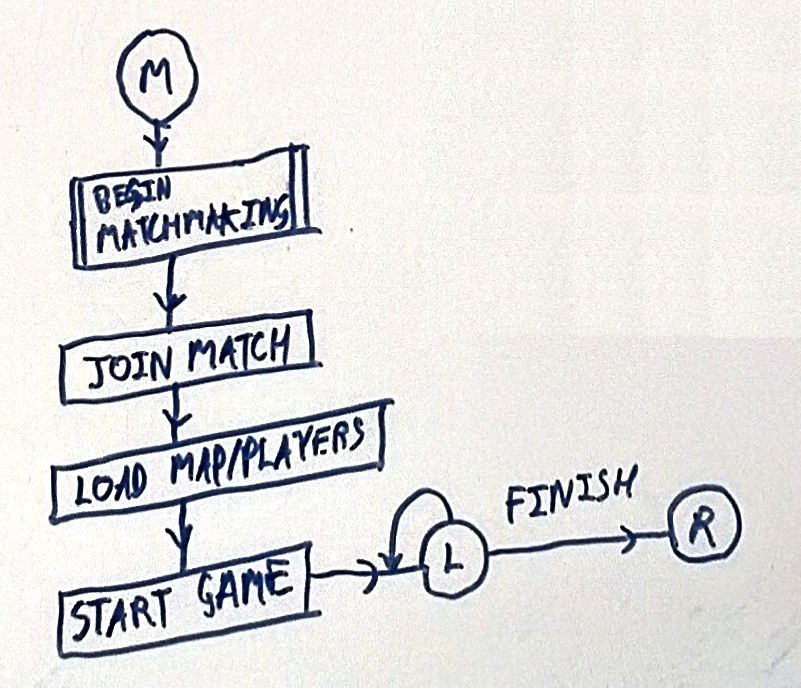 M
BEGIN
MATCHMAKING
JOIN MATCH
LOAD MAP/PLAYERS
START GAME
L
FINISH
R